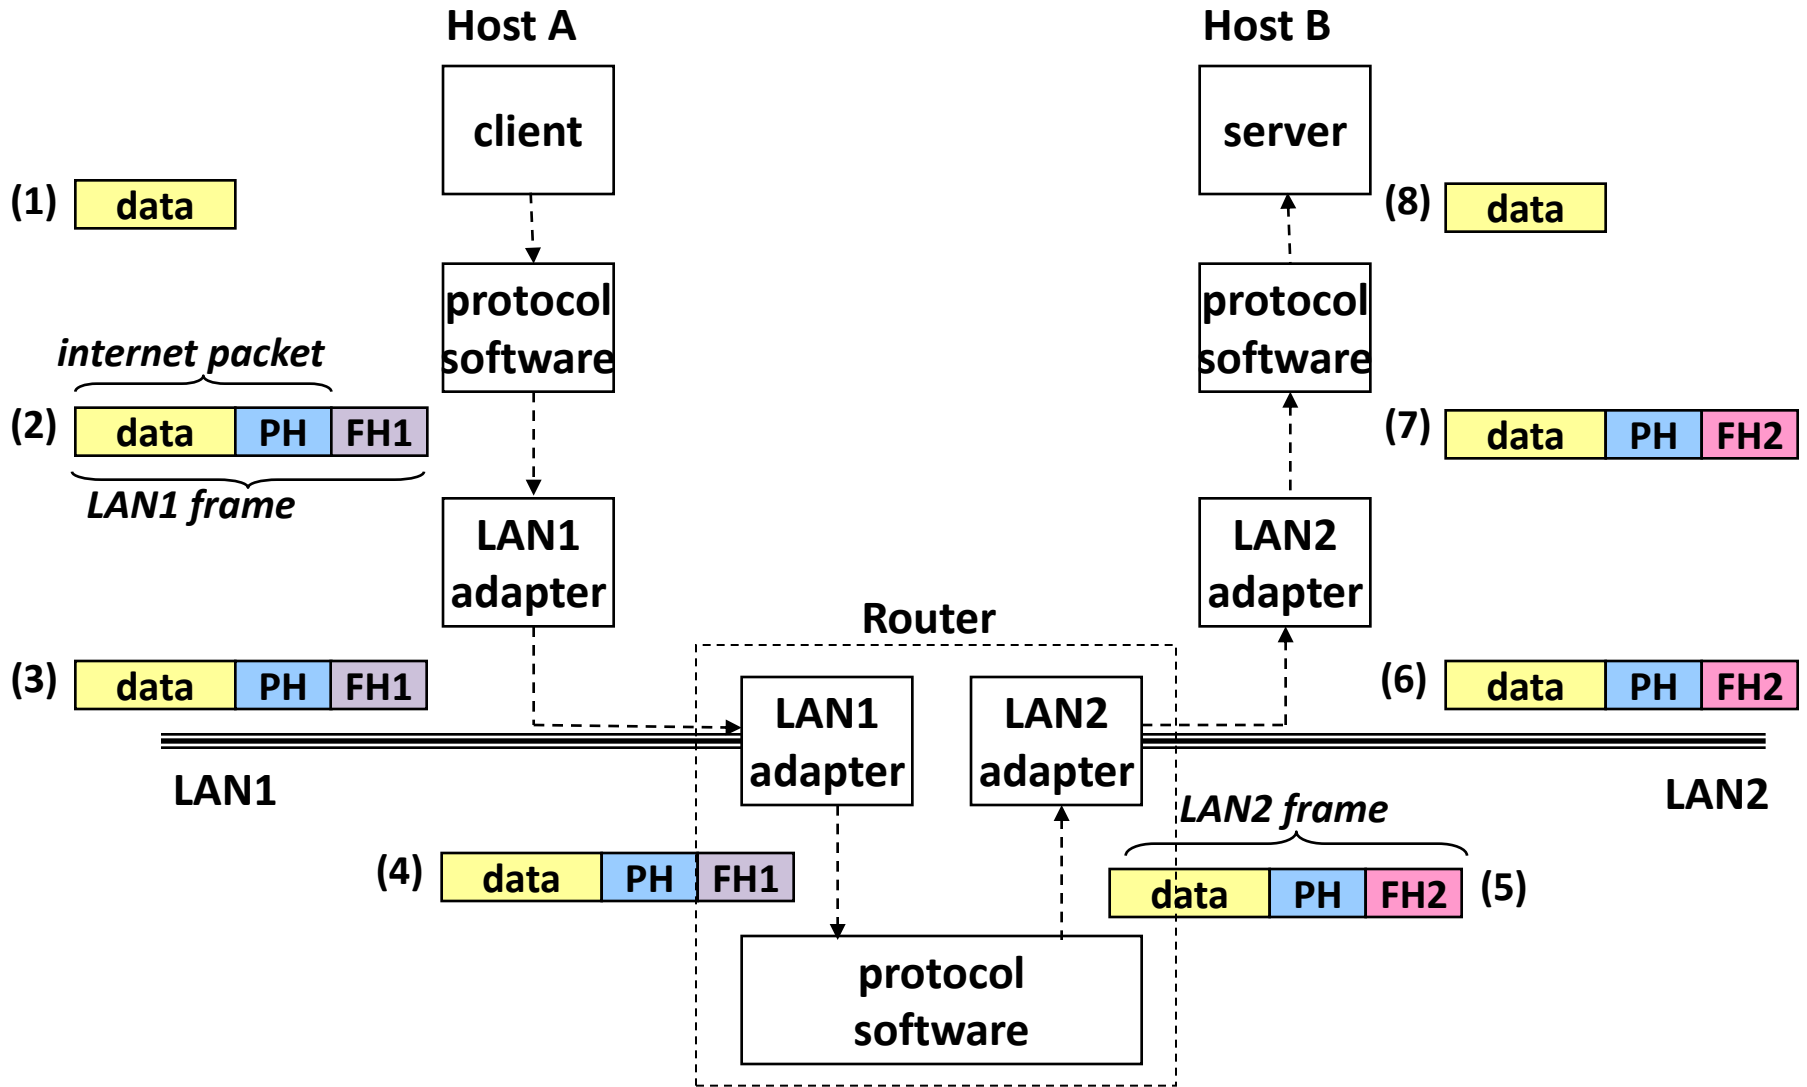 Host A
Host B
client
server
(1) data
(8) data
protocol
software
protocol
software
internet packet
(2) data PH FH1
LAN1 frame
(7) data PH FH2
LAN1
adapter
LAN2
adapter
Router
(3) data PH FH1
(6) data PH FH2
LAN1
adapter
LAN2
adapter
LAN1
LAN2
LAN2 frame
(4) data PH FH1
data PH FH2 (5)
protocol
software